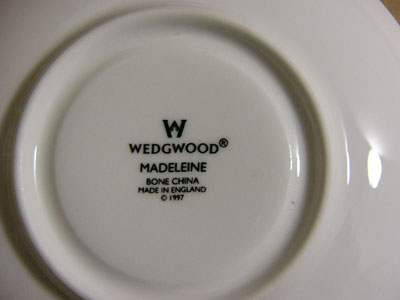 W
WEDGWOOD®
MADELEINE
BONE CHINA
MADE IN ENGLAND
© 1997